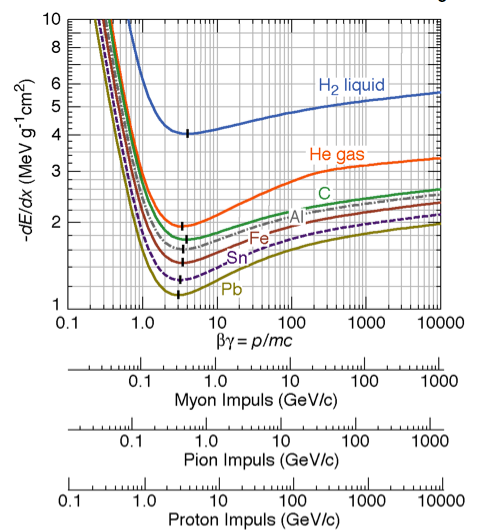 10
8
6
5
4
3
2
1
-dE/dx (MeV g⁻¹cm²)
H₂ liquid
He gas
C
Al
Fe
Sn
Pb
0.1 1.0 10 100 1000 10000
βγ = p/mc
0.1 1.0 10 100 1000
Myon Impuls (GeV/c)
0.1 1.0 10 100 1000
Pion Impuls (GeV/c)
0.1 1.0 10 100 1000 10000
Proton Impuls (GeV/c)